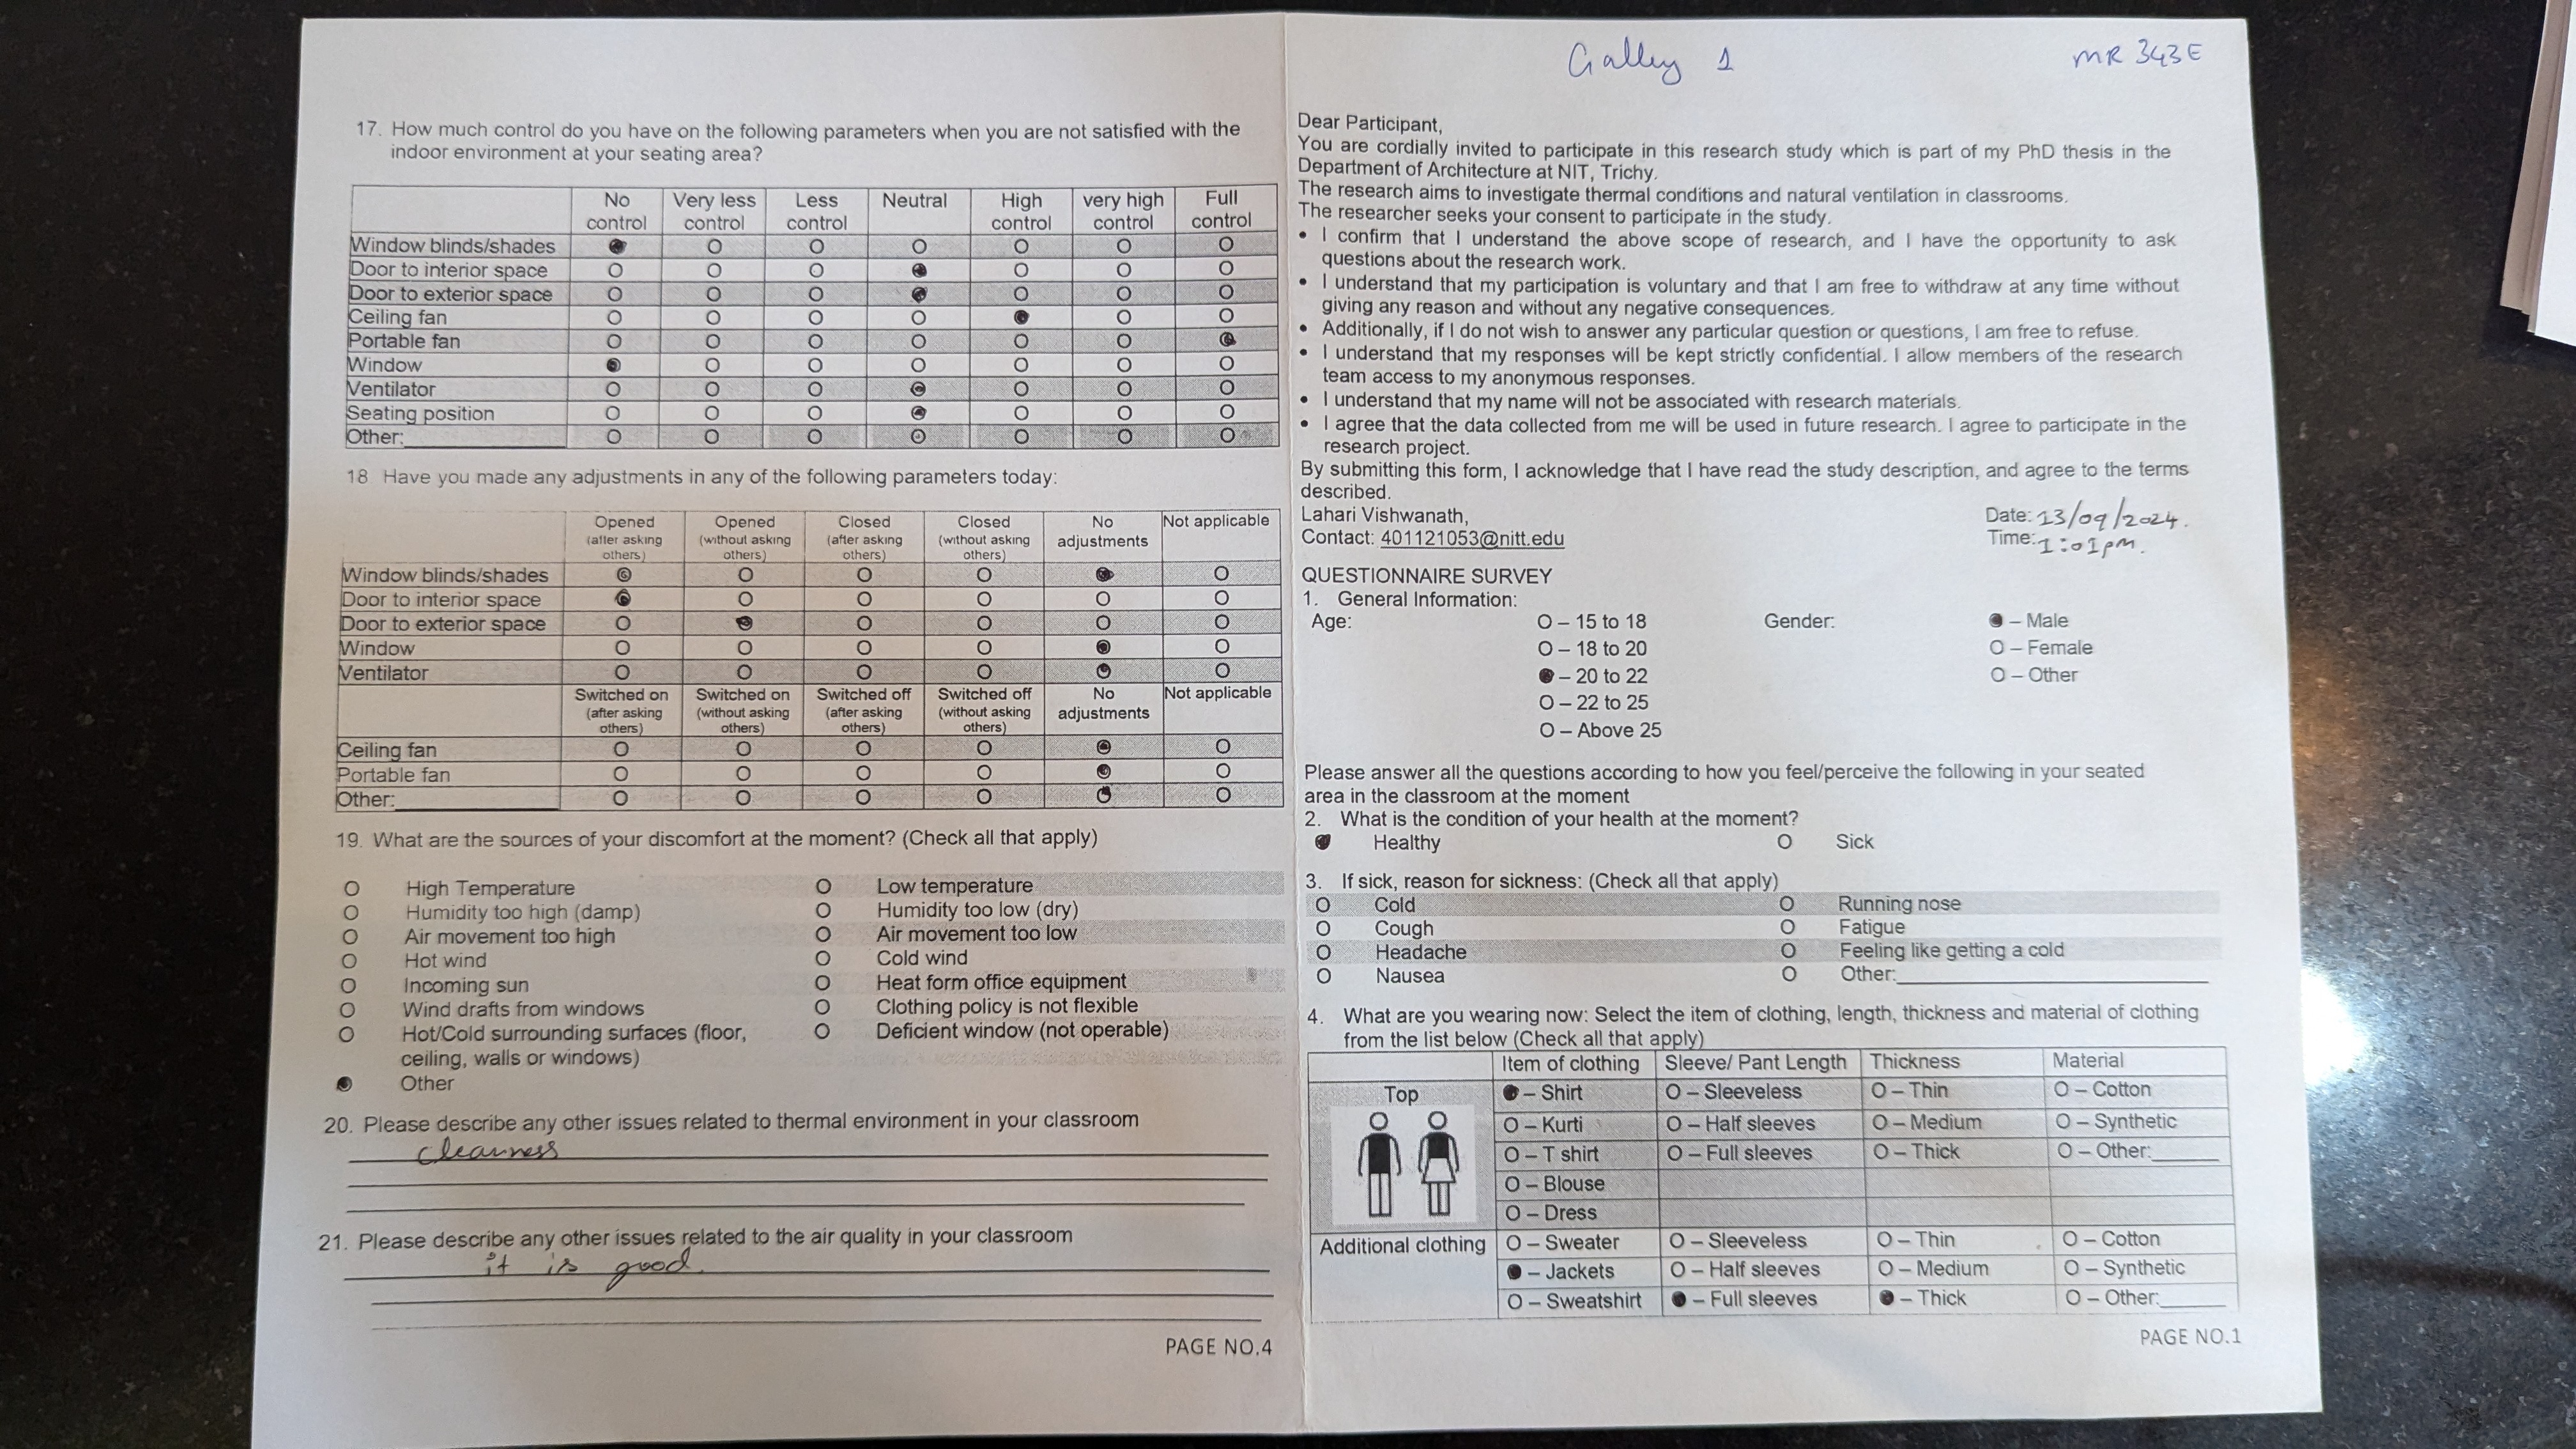 17. How much control do you have on the following parameters when you are not satisfied with the
indoor environment at your seating area?
No control | Very less control | Less control | Neutral | High control | very high control | Full control
Window blinds/shades ● O O O O O O
Door to interior space O O O ● O O O
Door to exterior space O O O ● O O O
Ceiling fan O O O O ● O O
Portable fan O O O O O O ●
Window ● O O O O O O
Ventilator O O O ● O O O
Seating position O O O ● O O O
Other:__________ O O O ● O O O
18 Have you made any adjustments in any of the following parameters today:
Opened (after asking others) | Opened (without asking others) | Closed (after asking others) | Closed (without asking others) | No adjustments | Not applicable
Window blinds/shades ● O O O ● O
Door to interior space ● O O O O O
Door to exterior space O ● O O O O
Window O O O O ● O
Ventilator O O O O ● O
Switched on (after asking others) | Switched on (without asking others) | Switched off (after asking others) | Switched off (without asking others) | No adjustments | Not applicable
Ceiling fan O O O O ● O
Portable fan O O O O ● O
Other:__________ O O O O ● O
19. What are the sources of your discomfort at the moment? (Check all that apply)
O High Temperature O Low temperature
O Humidity too high (damp) O Humidity too low (dry)
O Air movement too high O Air movement too low
O Hot wind O Cold wind
O Incoming sun O Heat form office equipment
O Wind drafts from windows O Clothing policy is not flexible
O Hot/Cold surrounding surfaces (floor, O Deficient window (not operable)
ceiling, walls or windows)
● Other
20. Please describe any other issues related to thermal environment in your classroom
cleanness
21. Please describe any other issues related to the air quality in your classroom
it is good.
PAGE NO.4
Gallery 1 MR 343E
Dear Participant,
You are cordially invited to participate in this research study which is part of my PhD thesis in the
Department of Architecture at NIT, Trichy.
The research aims to investigate thermal conditions and natural ventilation in classrooms.
The researcher seeks your consent to participate in the study.
• I confirm that I understand the above scope of research, and I have the opportunity to ask
questions about the research work.
• I understand that my participation is voluntary and that I am free to withdraw at any time without
giving any reason and without any negative consequences.
• Additionally, if I do not wish to answer any particular question or questions, I am free to refuse.
• I understand that my responses will be kept strictly confidential. I allow members of the research
team access to my anonymous responses.
• I understand that my name will not be associated with research materials.
• I agree that the data collected from me will be used in future research. I agree to participate in the
research project.
By submitting this form, I acknowledge that I have read the study description, and agree to the terms
described.
Lahari Vishwanath, Date: 13/09/2024.
Contact: 401121053@nitt.edu Time: 1:01pm.
QUESTIONNAIRE SURVEY
1. General Information:
Age: O – 15 to 18 Gender: ● – Male
O – 18 to 20 O – Female
● – 20 to 22 O – Other
O – 22 to 25
O – Above 25
Please answer all the questions according to how you feel/perceive the following in your seated
area in the classroom at the moment
2. What is the condition of your health at the moment?
● Healthy O Sick
3. If sick, reason for sickness: (Check all that apply)
O Cold O Running nose
O Cough O Fatigue
O Headache O Feeling like getting a cold
O Nausea O Other:__________
4. What are you wearing now: Select the item of clothing, length, thickness and material of clothing
from the list below (Check all that apply)
Item of clothing | Sleeve/ Pant Length | Thickness | Material
Top ● – Shirt O – Sleeveless O – Thin O – Cotton
O – Kurti O – Half sleeves O – Medium O – Synthetic
O – T shirt O – Full sleeves O – Thick O – Other:______
O – Blouse
O – Dress
Additional clothing O – Sweater O – Sleeveless O – Thin O – Cotton
● – Jackets O – Half sleeves O – Medium O – Synthetic
O – Sweatshirt ● – Full sleeves ● – Thick O – Other:______
PAGE NO.1